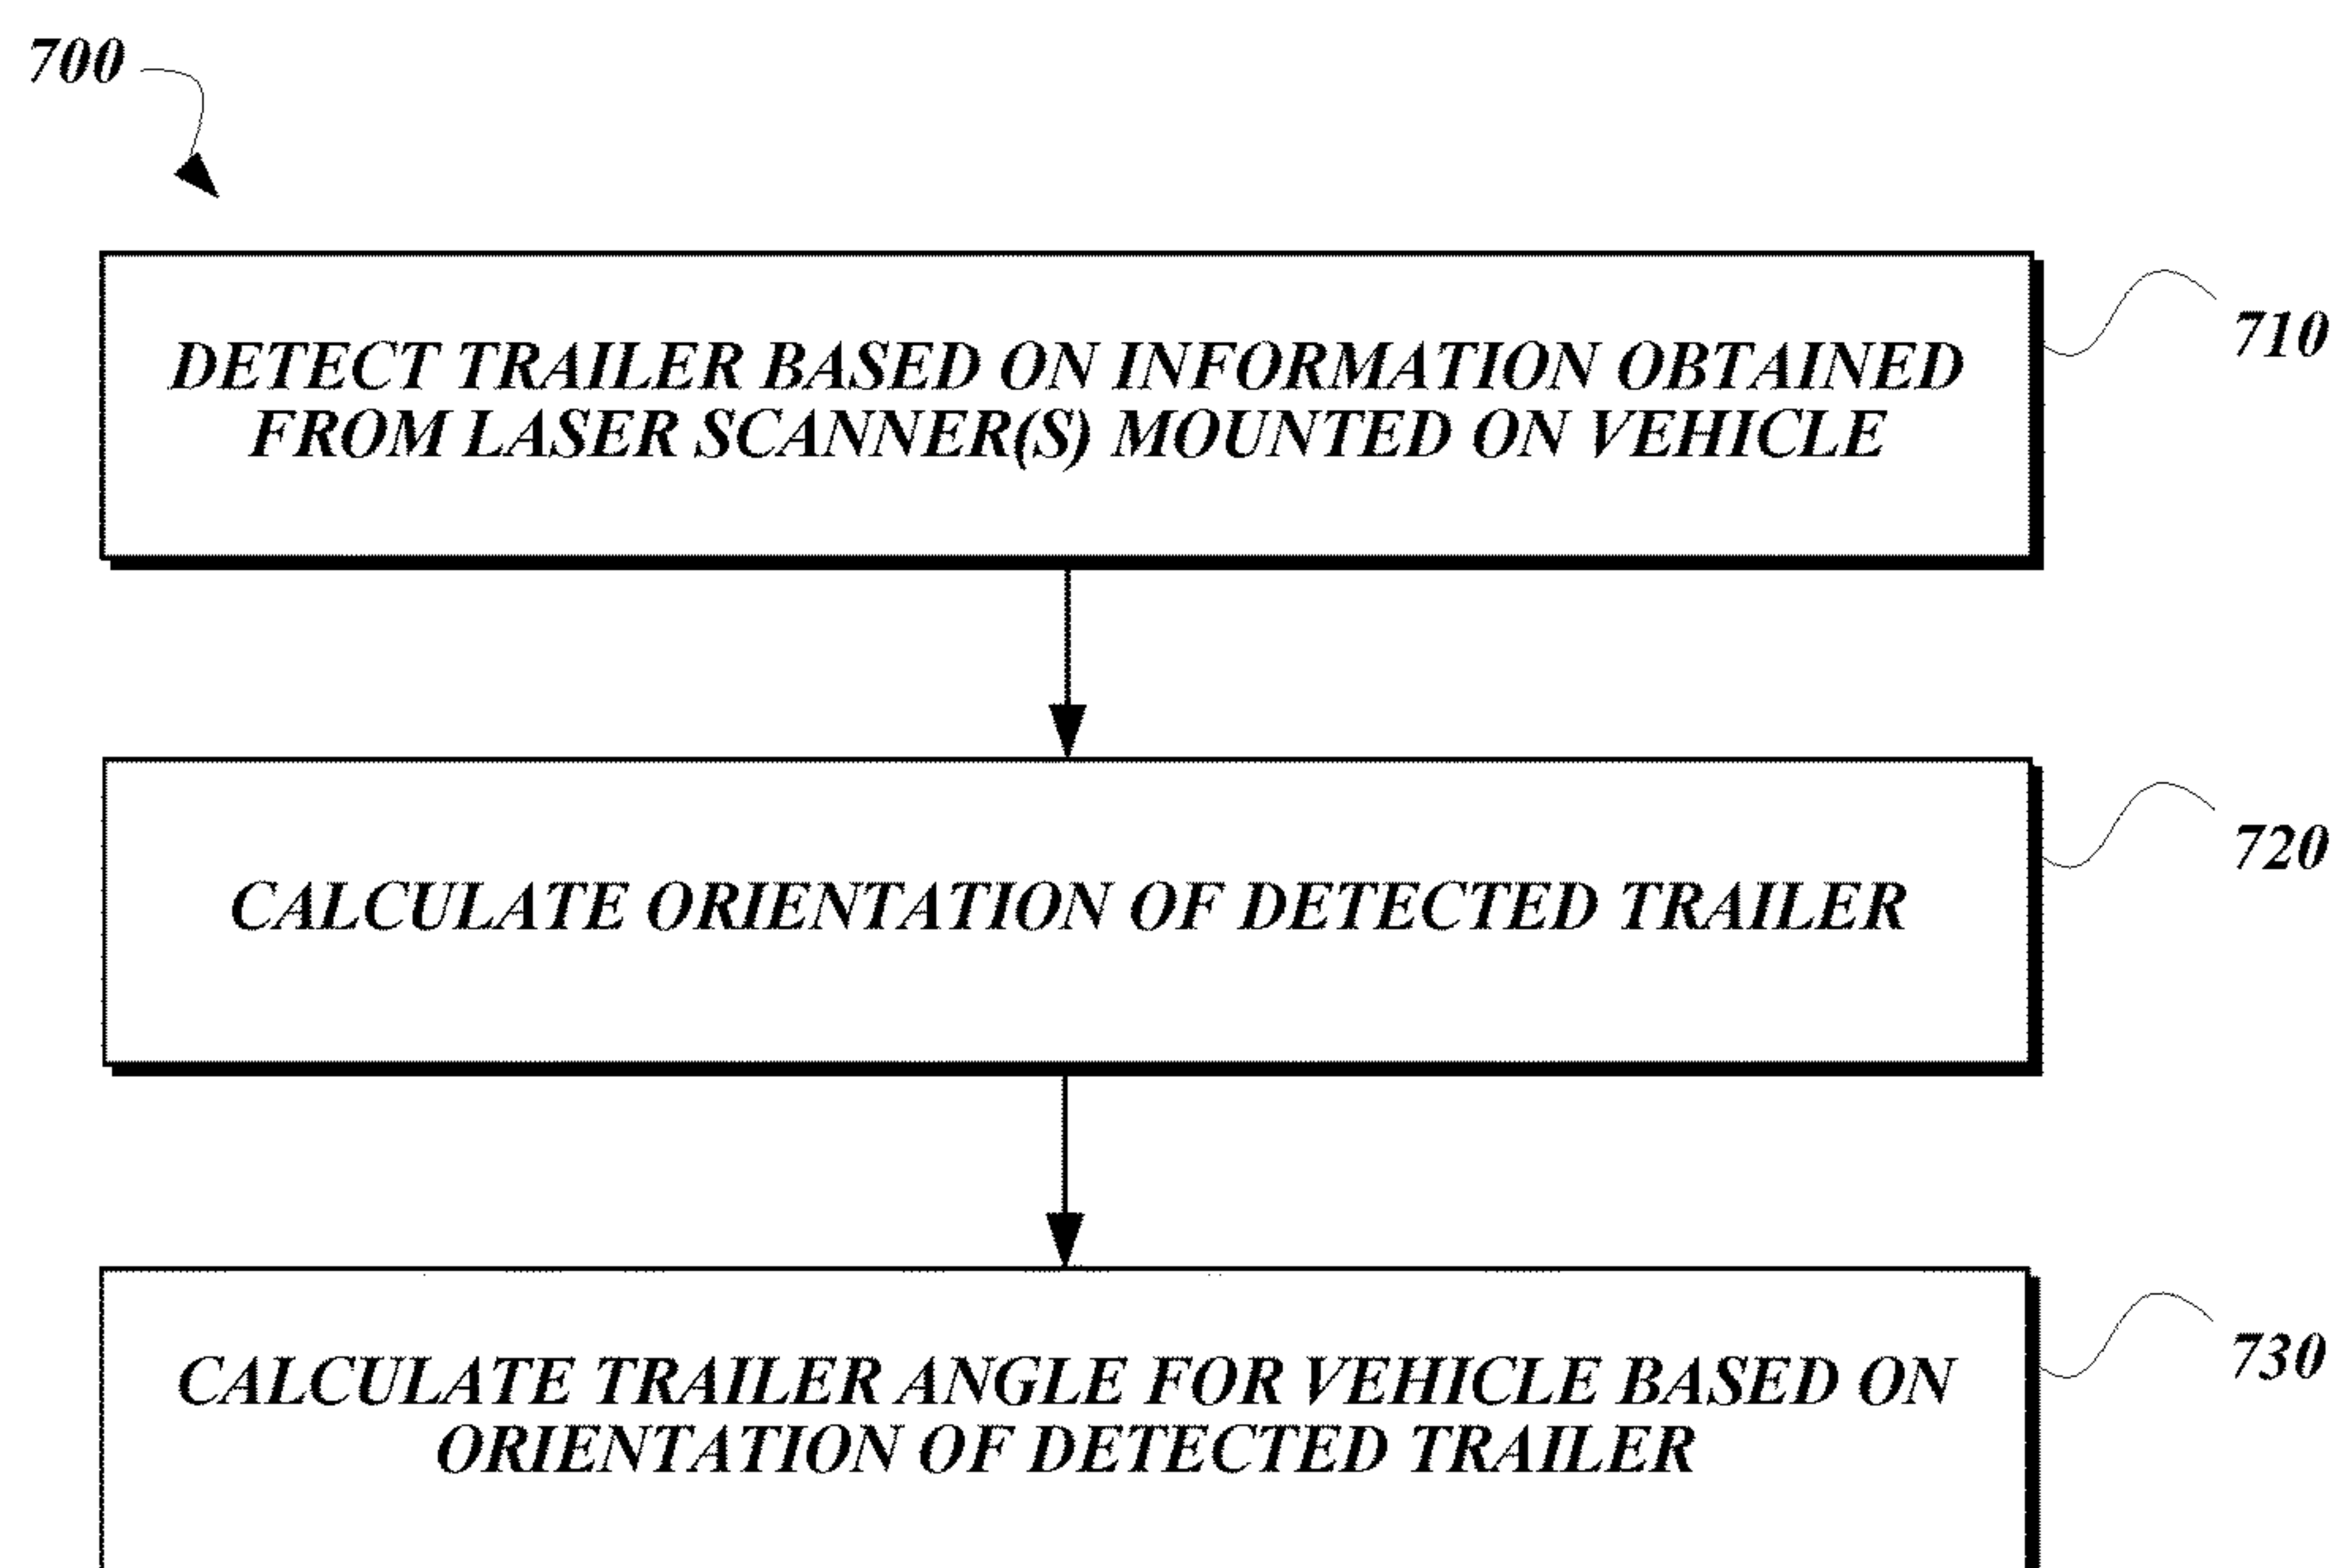 700
DETECT TRAILER BASED ON INFORMATION OBTAINED
FROM LASER SCANNER(S) MOUNTED ON VEHICLE
710
CALCULATE ORIENTATION OF DETECTED TRAILER
720
CALCULATE TRAILER ANGLE FOR VEHICLE BASED ON
ORIENTATION OF DETECTED TRAILER
730